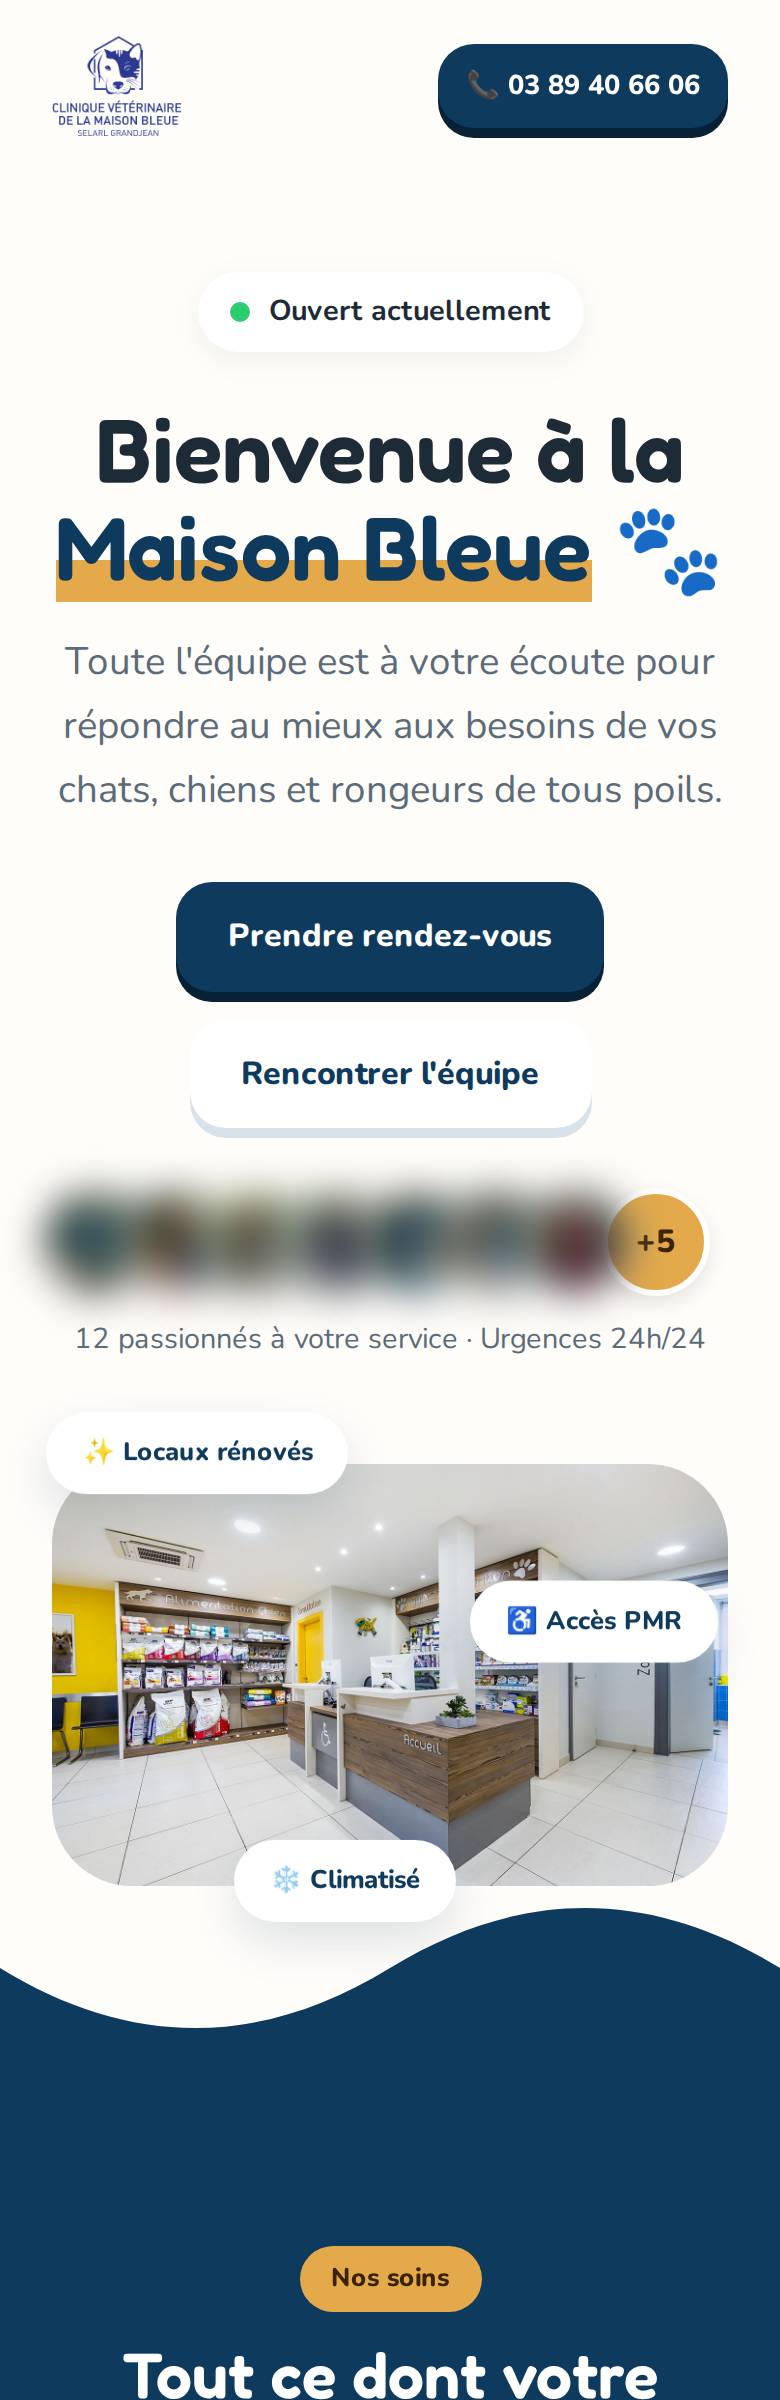 CLINIQUE VÉTÉRINAIRE
DE LA MAISON BLEUE
SELARL GRANDJEAN
03 89 40 66 06
Ouvert actuellement
Bienvenue à la
Maison Bleue
Toute l'équipe est à votre écoute pour
répondre au mieux aux besoins de vos
chats, chiens et rongeurs de tous poils.
Prendre rendez-vous
Rencontrer l'équipe
+5
12 passionnés à votre service · Urgences 24h/24
Locaux rénovés
Alimentation
Consultation
Accès PMR
Accueil
Climatisé
Nos soins
Tout ce dont votre